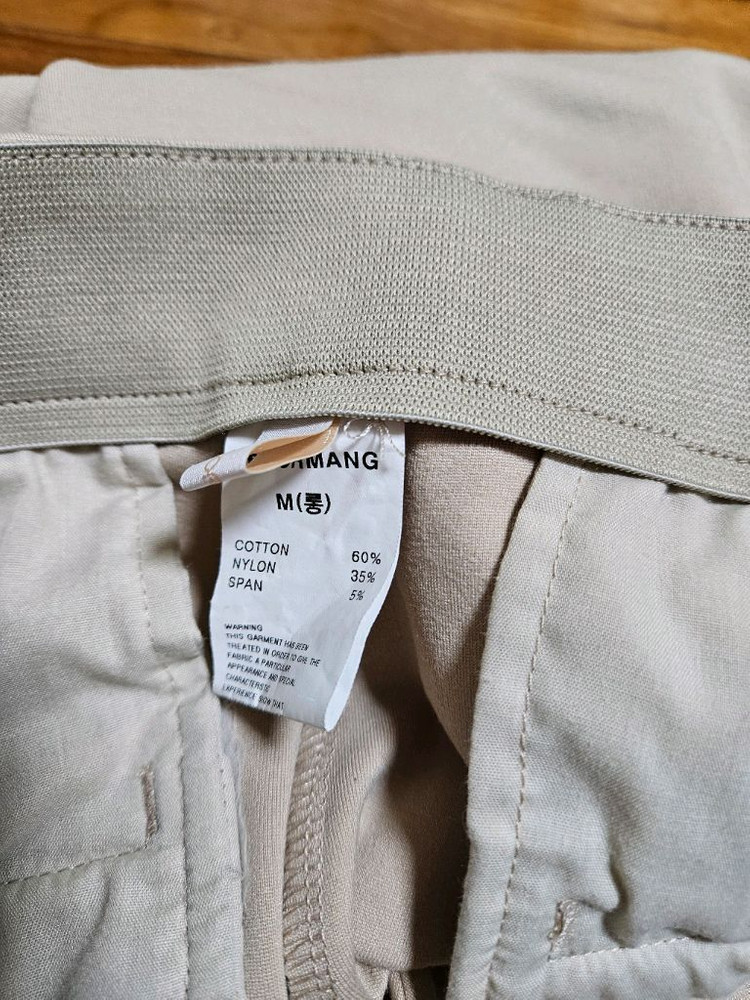 M(롱)
COTTON 60%
NYLON 35%
SPAN 5%
WARNING
THIS GARMENT HAS BEEN
TREATED IN ORDER TO GIVE THE
FABRIC A PARTICULAR
APPEARANCE AND SPECIAL
CHARACTERISTIC
EXPERIENCE SHOW THAT